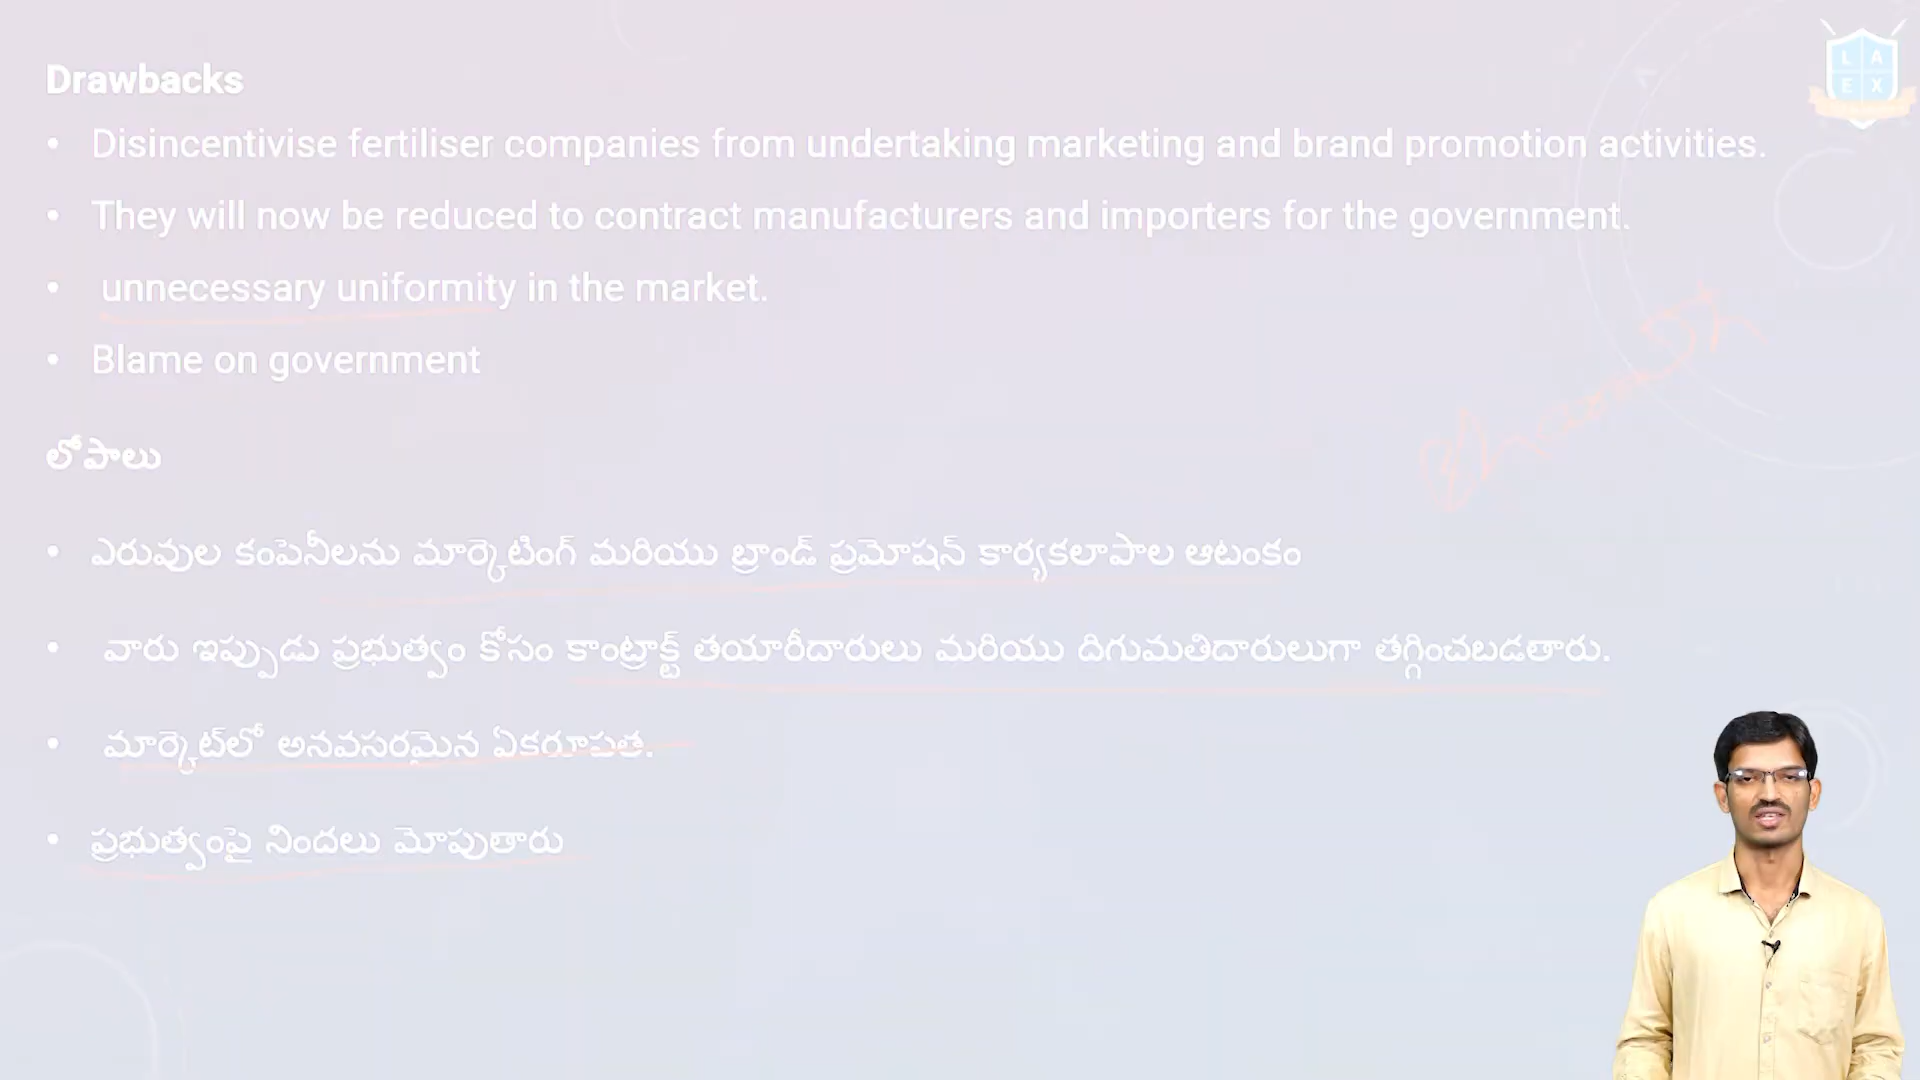 L A
E X
Drawbacks
• Disincentivise fertiliser companies from undertaking marketing and brand promotion activities.
• They will now be reduced to contract manufacturers and importers for the government.
• unnecessary uniformity in the market.
• Blame on government
లోపాలు
• ఎరువుల కంపెనీలను మార్కెటింగ్ మరియు బ్రాండ్ ప్రమోషన్ కార్యకలాపాల ఆటంకం
• వారు ఇప్పుడు ప్రభుత్వం కోసం కాంట్రాక్ట్ తయారీదారులు మరియు దిగుమతిదారులుగా తగ్గించబడతారు.
• మార్కెట్‌లో అనవసరమైన ఏకరూపత.
• ప్రభుత్వంపై నిందలు మోపుతారు